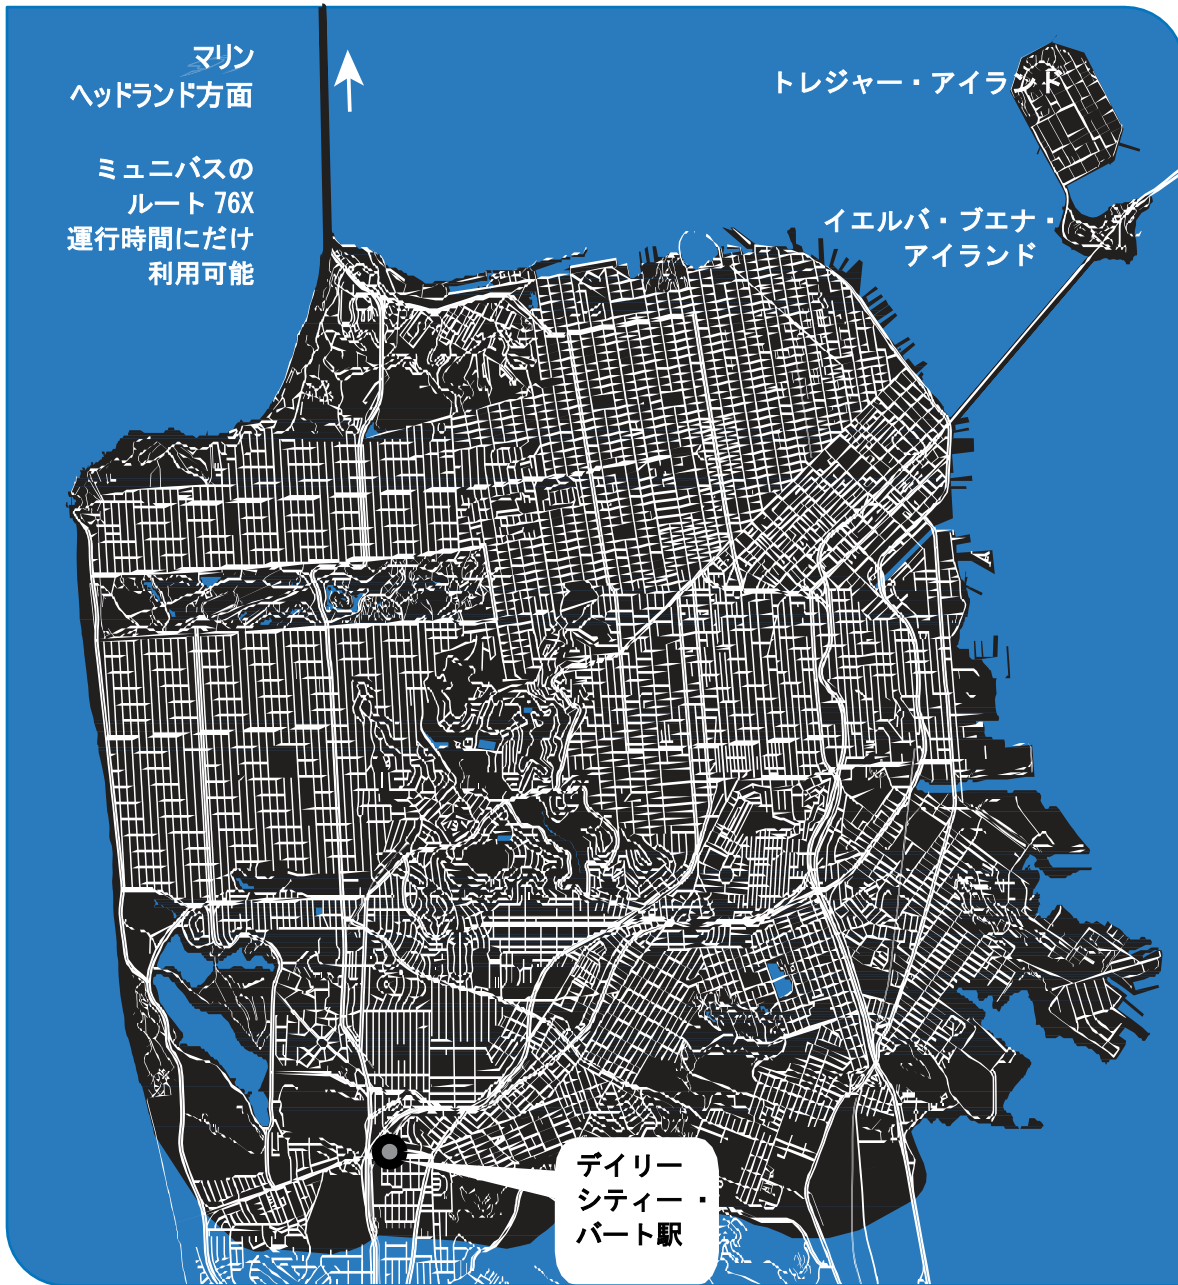 マリン
ヘッドランド方面
ミュニバスの
ルート 76X
運行時間にだけ
利用可能
トレジャー・アイランド
イエルバ・ブエナ・
アイランド
デイリー
シティー・
バート駅